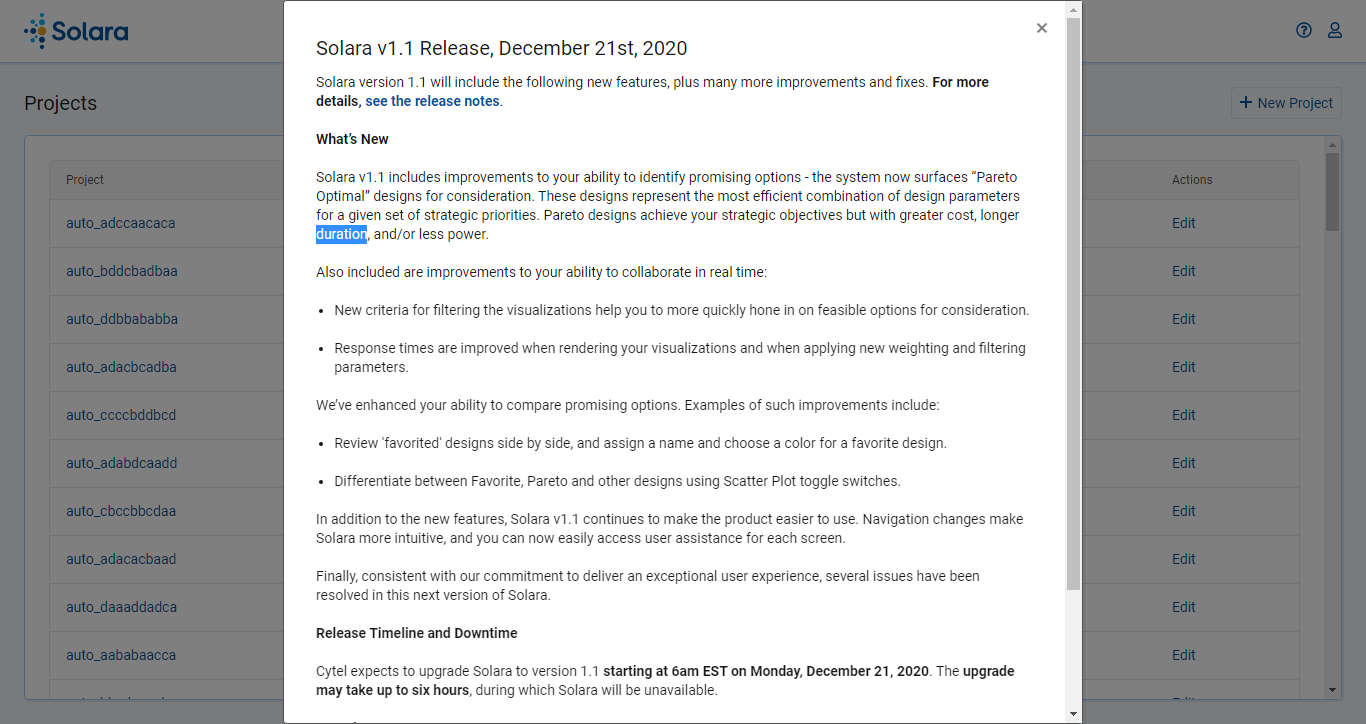 Solara
Projects
+ New Project
Project
Actions
auto_adccaacaca
Edit
auto_bddcbadbaa
Edit
auto_ddbbababba
Edit
auto_adacbcadba
Edit
auto_ccccbddbcd
Edit
auto_adabdcaadd
Edit
auto_cbccbbcdaa
Edit
auto_adacacbaad
Edit
auto_daaaddadca
Edit
auto_aababaacca
Edit
×
Solara v1.1 Release, December 21st, 2020
Solara version 1.1 will include the following new features, plus many more improvements and fixes. For more
details, see the release notes.
What’s New
Solara v1.1 includes improvements to your ability to identify promising options - the system now surfaces “Pareto
Optimal” designs for consideration. These designs represent the most efficient combination of design parameters
for a given set of strategic priorities. Pareto designs achieve your strategic objectives but with greater cost, longer
duration, and/or less power.
Also included are improvements to your ability to collaborate in real time:
• New criteria for filtering the visualizations help you to more quickly hone in on feasible options for consideration.
• Response times are improved when rendering your visualizations and when applying new weighting and filtering
parameters.
We’ve enhanced your ability to compare promising options. Examples of such improvements include:
• Review 'favorited' designs side by side, and assign a name and choose a color for a favorite design.
• Differentiate between Favorite, Pareto and other designs using Scatter Plot toggle switches.
In addition to the new features, Solara v1.1 continues to make the product easier to use. Navigation changes make
Solara more intuitive, and you can now easily access user assistance for each screen.
Finally, consistent with our commitment to deliver an exceptional user experience, several issues have been
resolved in this next version of Solara.
Release Timeline and Downtime
Cytel expects to upgrade Solara to version 1.1 starting at 6am EST on Monday, December 21, 2020. The upgrade
may take up to six hours, during which Solara will be unavailable.